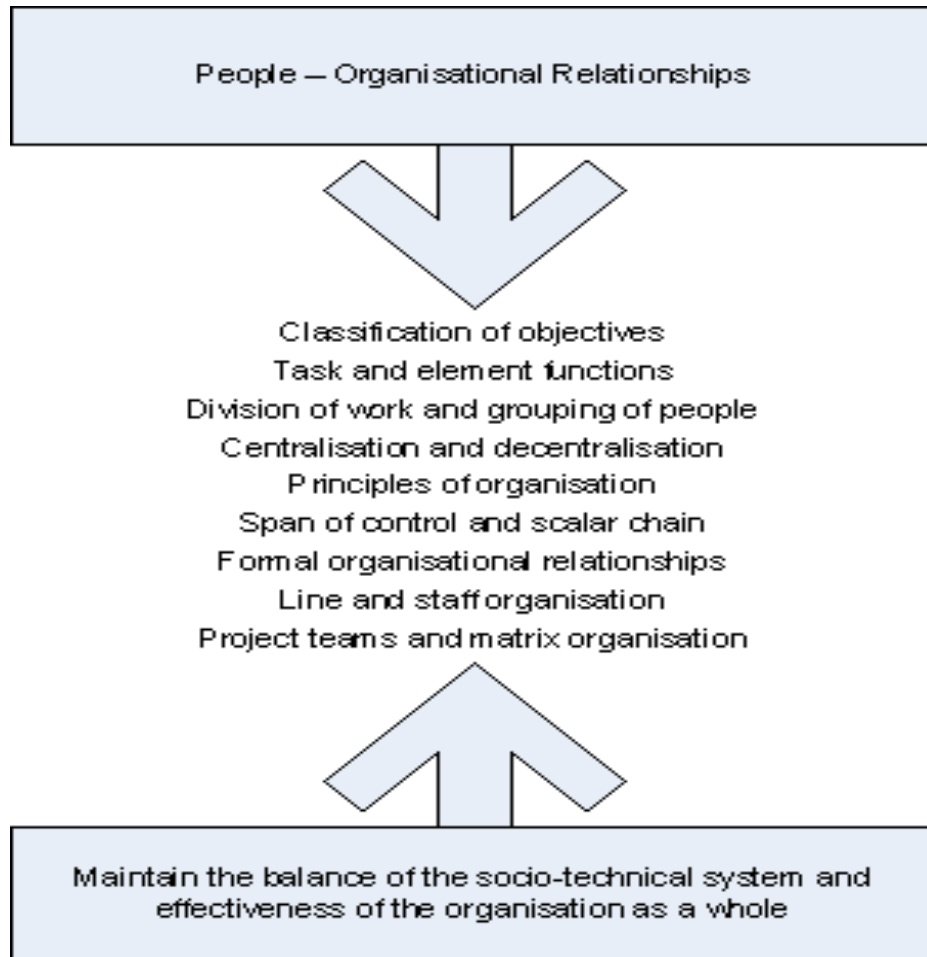 People – Organisational Relationships
Classification of objectives
Task and element functions
Division of work and grouping of people
Centralisation and decentralisation
Principles of organisation
Span of control and scalar chain
Formal organisational relationships
Line and staff organisation
Project teams and matrix organisation
Maintain the balance of the socio-technical system and
effectiveness of the organisation as a whole